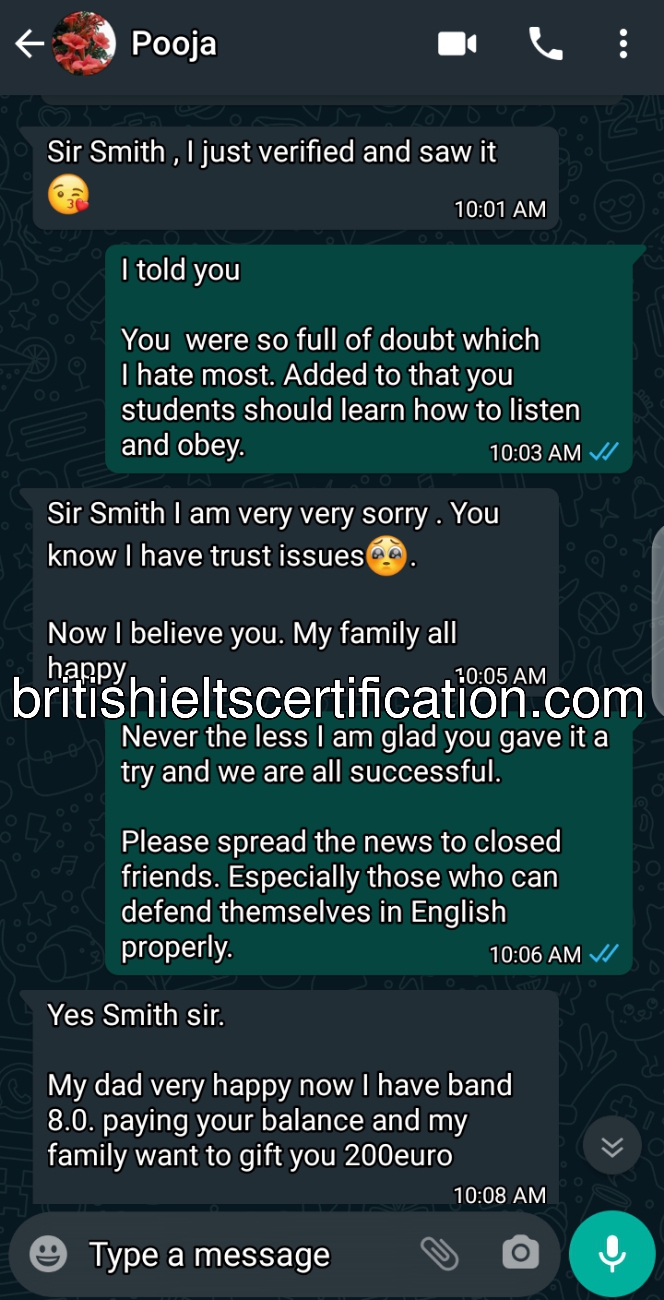 Pooja
Sir Smith , I just verified and saw it
😘
10:01 AM
I told you
You  were so full of doubt which
I hate most. Added to that you
students should learn how to listen
and obey.
10:03 AM
Sir Smith I am very very sorry . You
know I have trust issues🥺.
Now I believe you. My family all
happy
10:05 AM
britishieltscertification.com
Never the less I am glad you gave it a
try and we are all successful.
Please spread the news to closed
friends. Especially those who can
defend themselves in English
properly.
10:06 AM
Yes Smith sir.
My dad very happy now I have band
8.0. paying your balance and my
family want to gift you 200euro
10:08 AM
Type a message